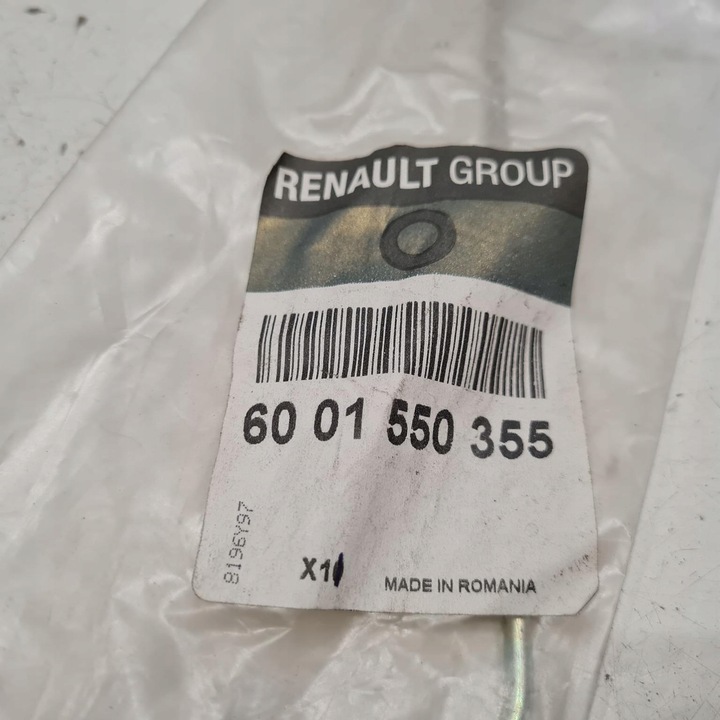 RENAULT GROUP
60 01 550 355
8196Y97
X1
MADE IN ROMANIA